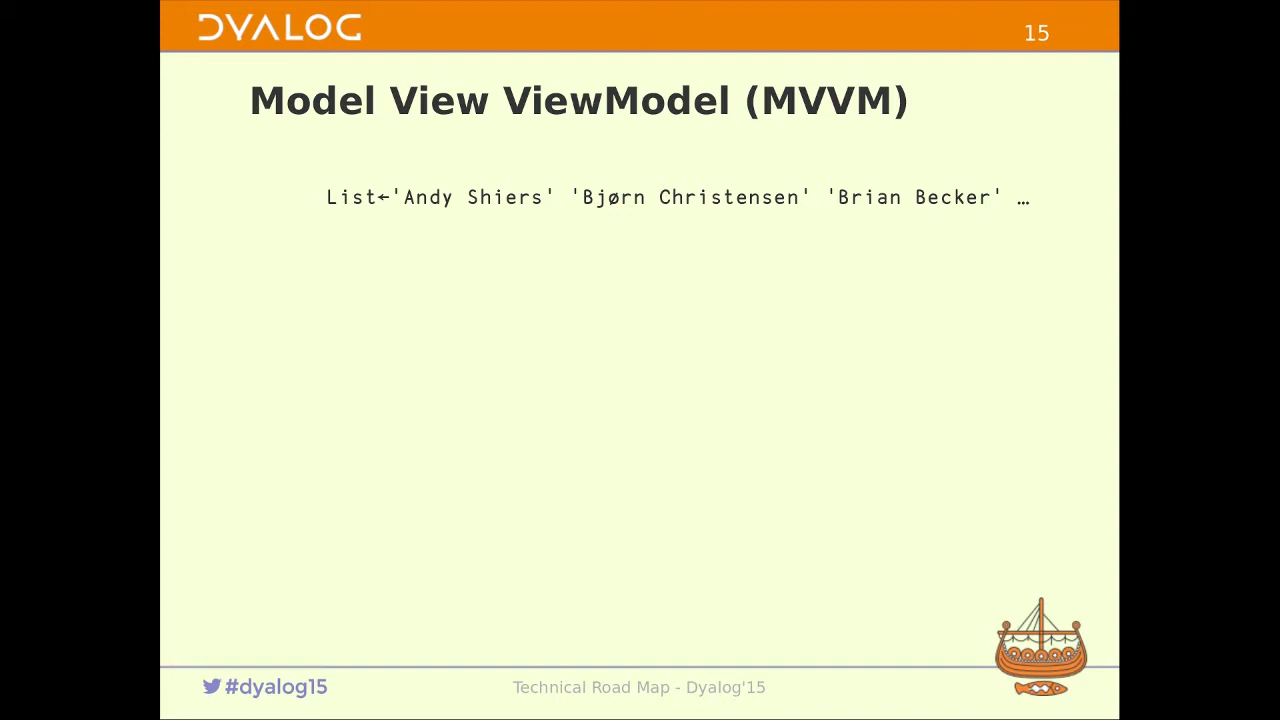 DYALOG
15
Model View ViewModel (MVVM)
List←'Andy Shiers' 'Bjørn Christensen' 'Brian Becker' …
#dyalog15
Technical Road Map - Dyalog'15